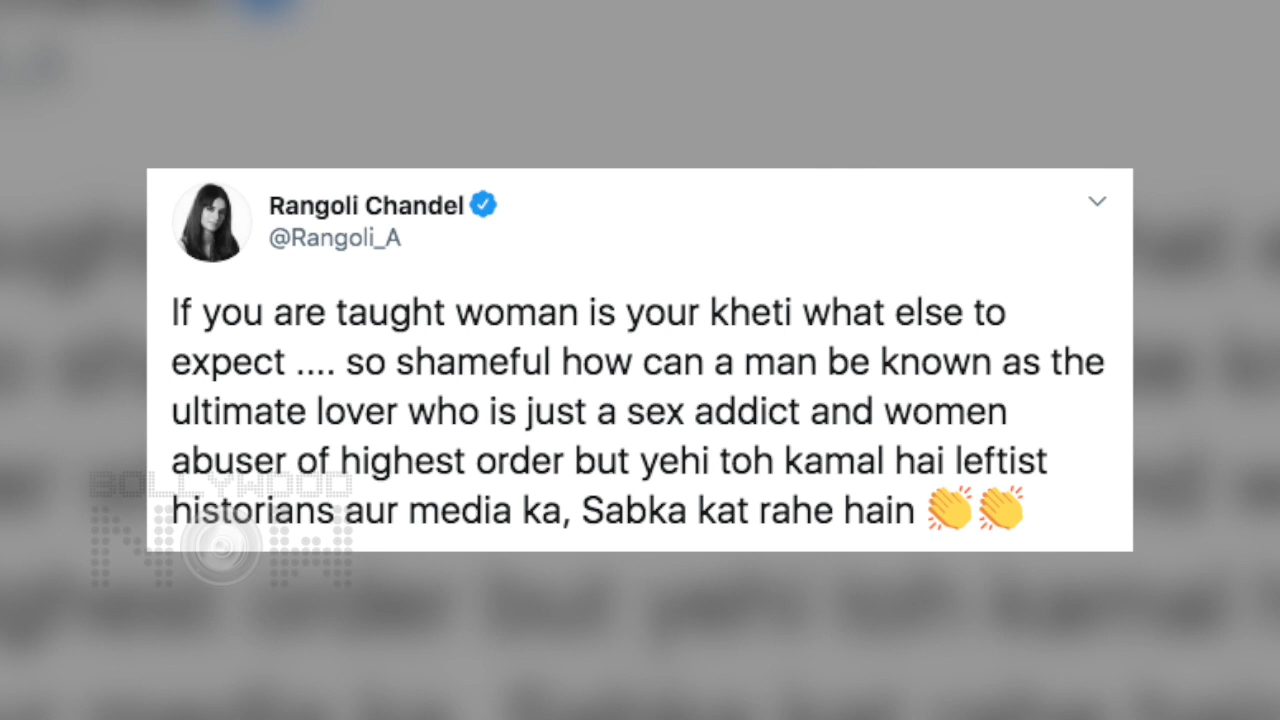 Rangoli Chandel
@Rangoli_A
If you are taught woman is your kheti what else to
expect .... so shameful how can a man be known as the
ultimate lover who is just a sex addict and women
abuser of highest order but yehi toh kamal hai leftist
historians aur media ka, Sabka kat rahe hain 👏👏
BOLLYWOOD
NOW